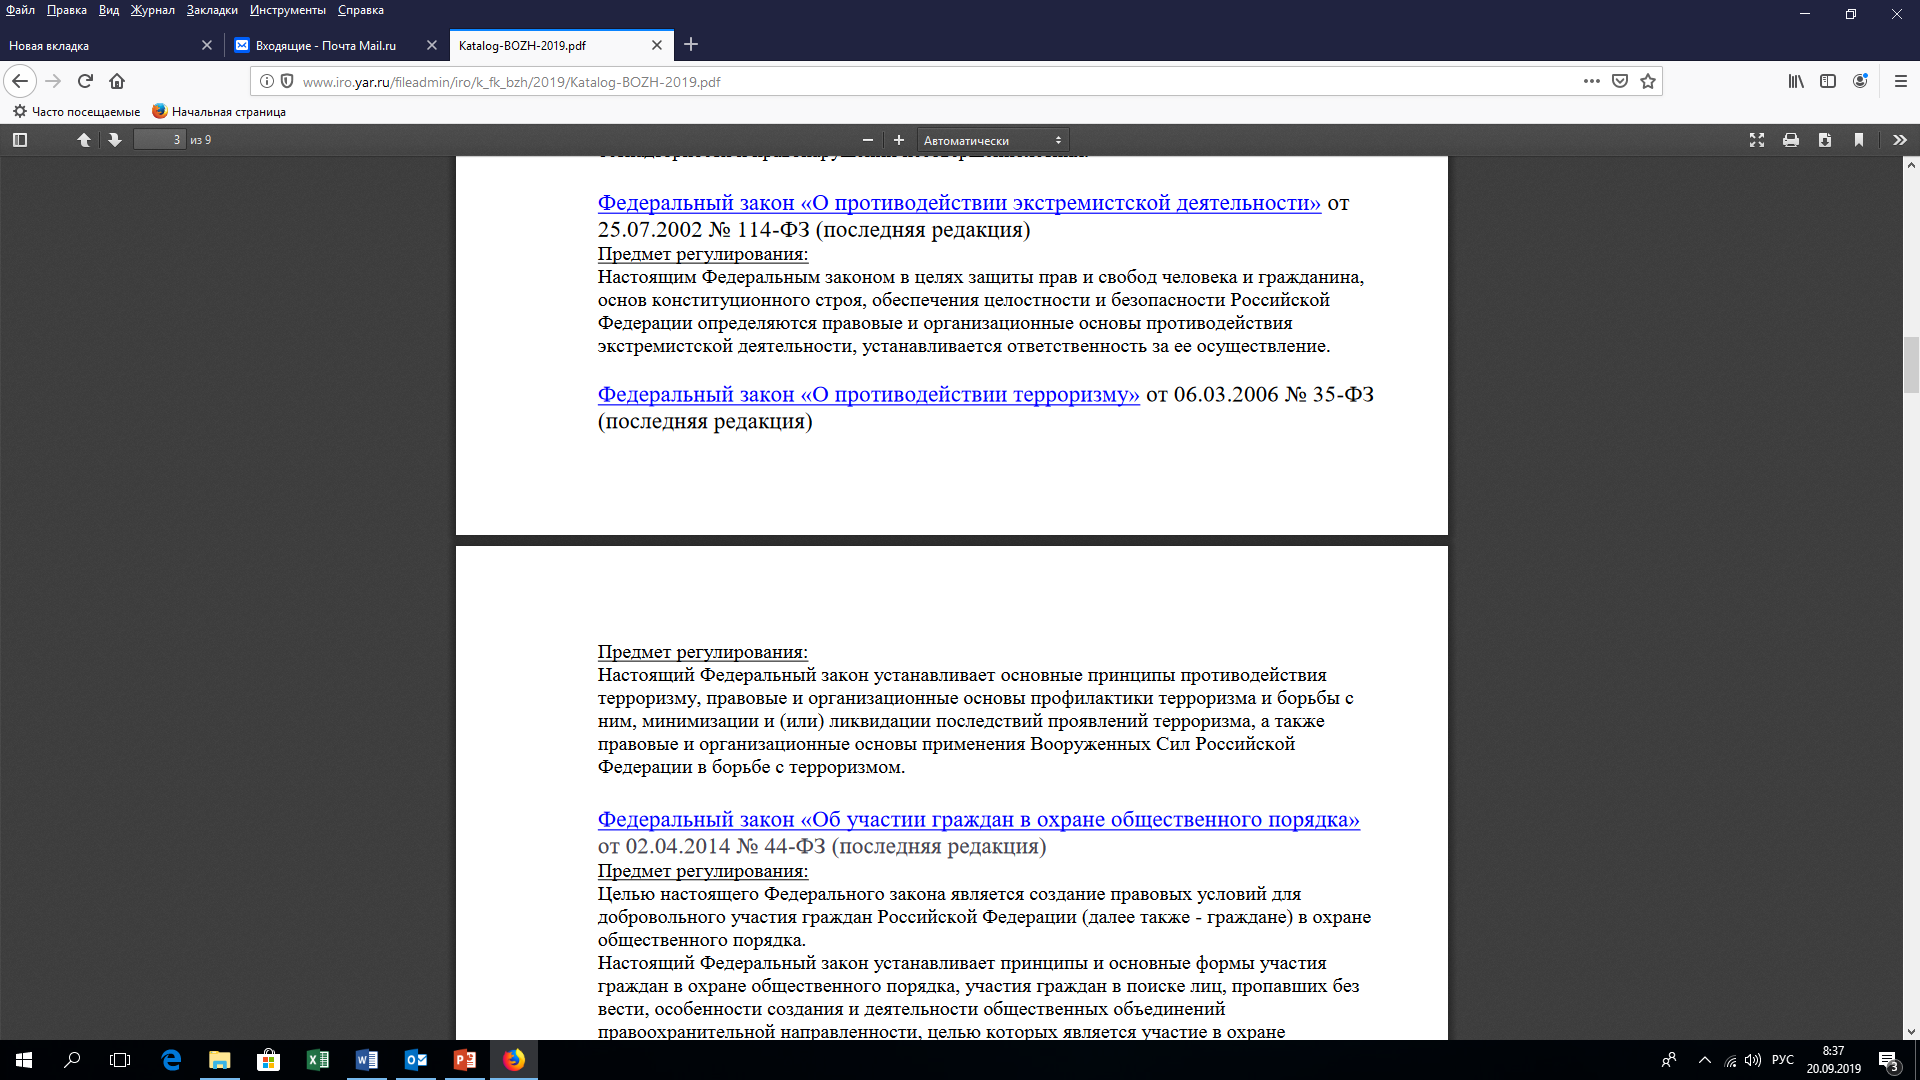 Файл Правка Вид Журнал Закладки Инструменты Справка
Новая вкладка
Входящие - Почта Mail.ru
Katalog-BOZH-2019.pdf
www.iro.yar.ru/fileadmin/iro/k_fk_bzh/2019/Katalog-BOZH-2019.pdf
Часто посещаемые
Начальная страница
3 из 9
Автоматически
Федеральный закон «О противодействии экстремистской деятельности» от
25.07.2002 № 114-ФЗ (последняя редакция)
Предмет регулирования:
Настоящим Федеральным законом в целях защиты прав и свобод человека и гражданина,
основ конституционного строя, обеспечения целостности и безопасности Российской
Федерации определяются правовые и организационные основы противодействия
экстремистской деятельности, устанавливается ответственность за ее осуществление.
Федеральный закон «О противодействии терроризму» от 06.03.2006 № 35-ФЗ
(последняя редакция)
Предмет регулирования:
Настоящий Федеральный закон устанавливает основные принципы противодействия
терроризму, правовые и организационные основы профилактики терроризма и борьбы с
ним, минимизации и (или) ликвидации последствий проявлений терроризма, а также
правовые и организационные основы применения Вооруженных Сил Российской
Федерации в борьбе с терроризмом.
Федеральный закон «Об участии граждан в охране общественного порядка»
от 02.04.2014 № 44-ФЗ (последняя редакция)
Предмет регулирования:
Целью настоящего Федерального закона является создание правовых условий для
добровольного участия граждан Российской Федерации (далее также - граждане) в охране
общественного порядка.
Настоящий Федеральный закон устанавливает принципы и основные формы участия
граждан в охране общественного порядка, участия граждан в поиске лиц, пропавших без
вести, особенности создания и деятельности общественных объединений
правоохранительной направленности, целью которых является участие в охране
РУС
8:37
20.09.2019
3